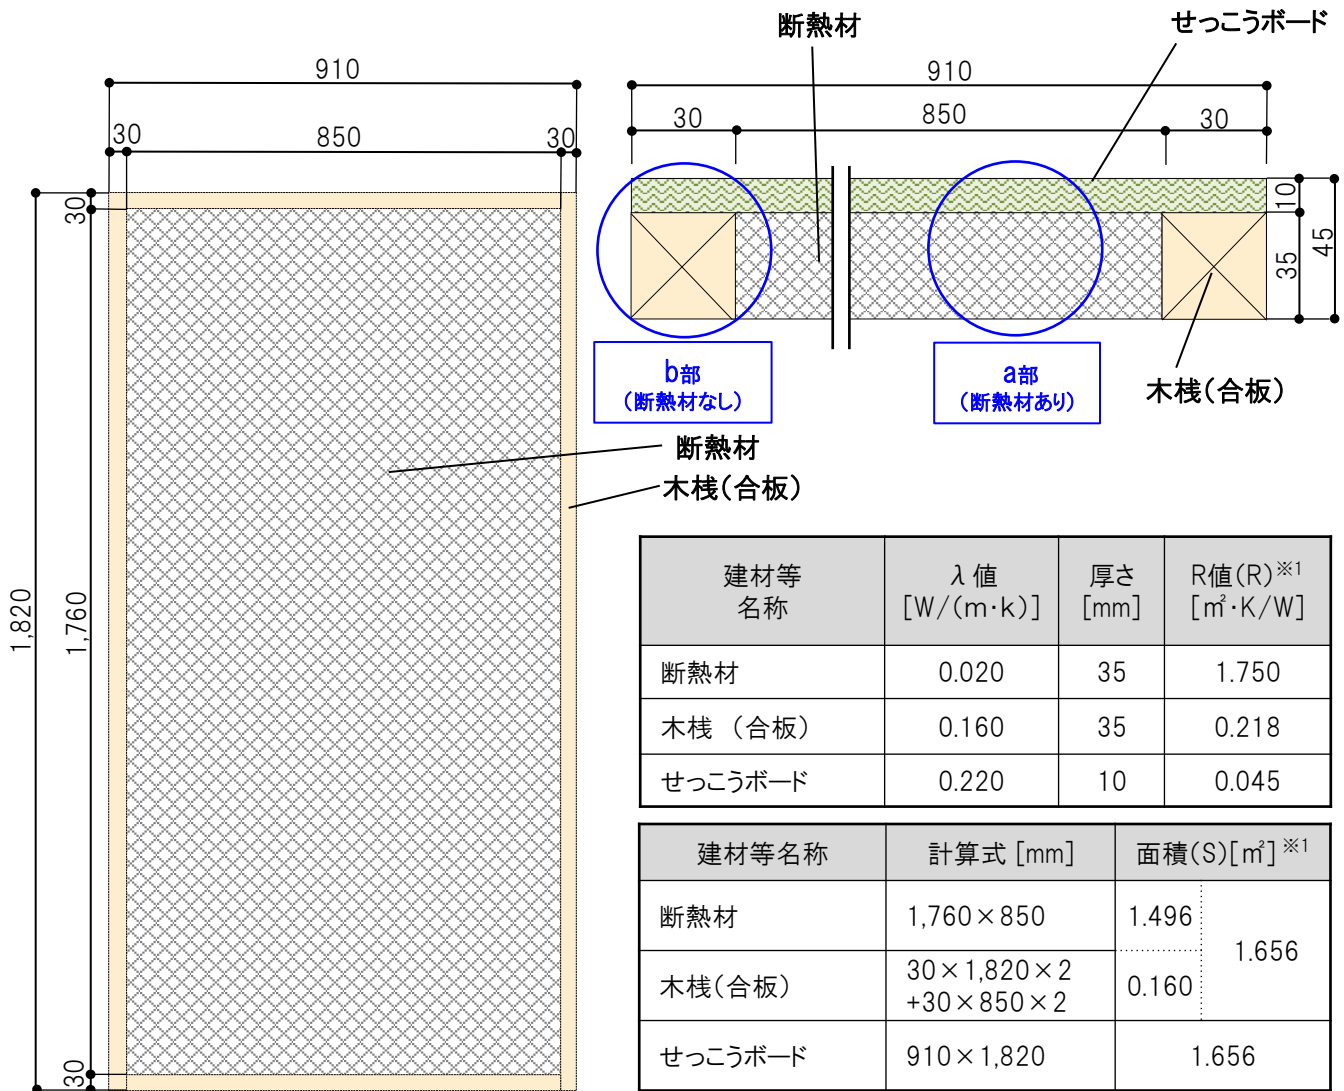 断熱材
せっこうボード
910
30
850
30
1,820
30
1,760
30
910
30
850
30
10
35
45
b部
(断熱材なし)
a部
(断熱材あり)
木桟(合板)
断熱材
木桟(合板)
建材等名称 λ値[W/(m·k)] 厚さ[mm] R値(R)※1[㎡·K/W]
断熱材 0.020 35 1.750
木桟 (合板) 0.160 35 0.218
せっこうボード 0.220 10 0.045
建材等名称 計算式 [mm] 面積(S)[㎡]※1
断熱材 1,760×850 1.496
1.656
木桟(合板) 30×1,820×2
+30×850×2 0.160
せっこうボード 910×1,820 1.656